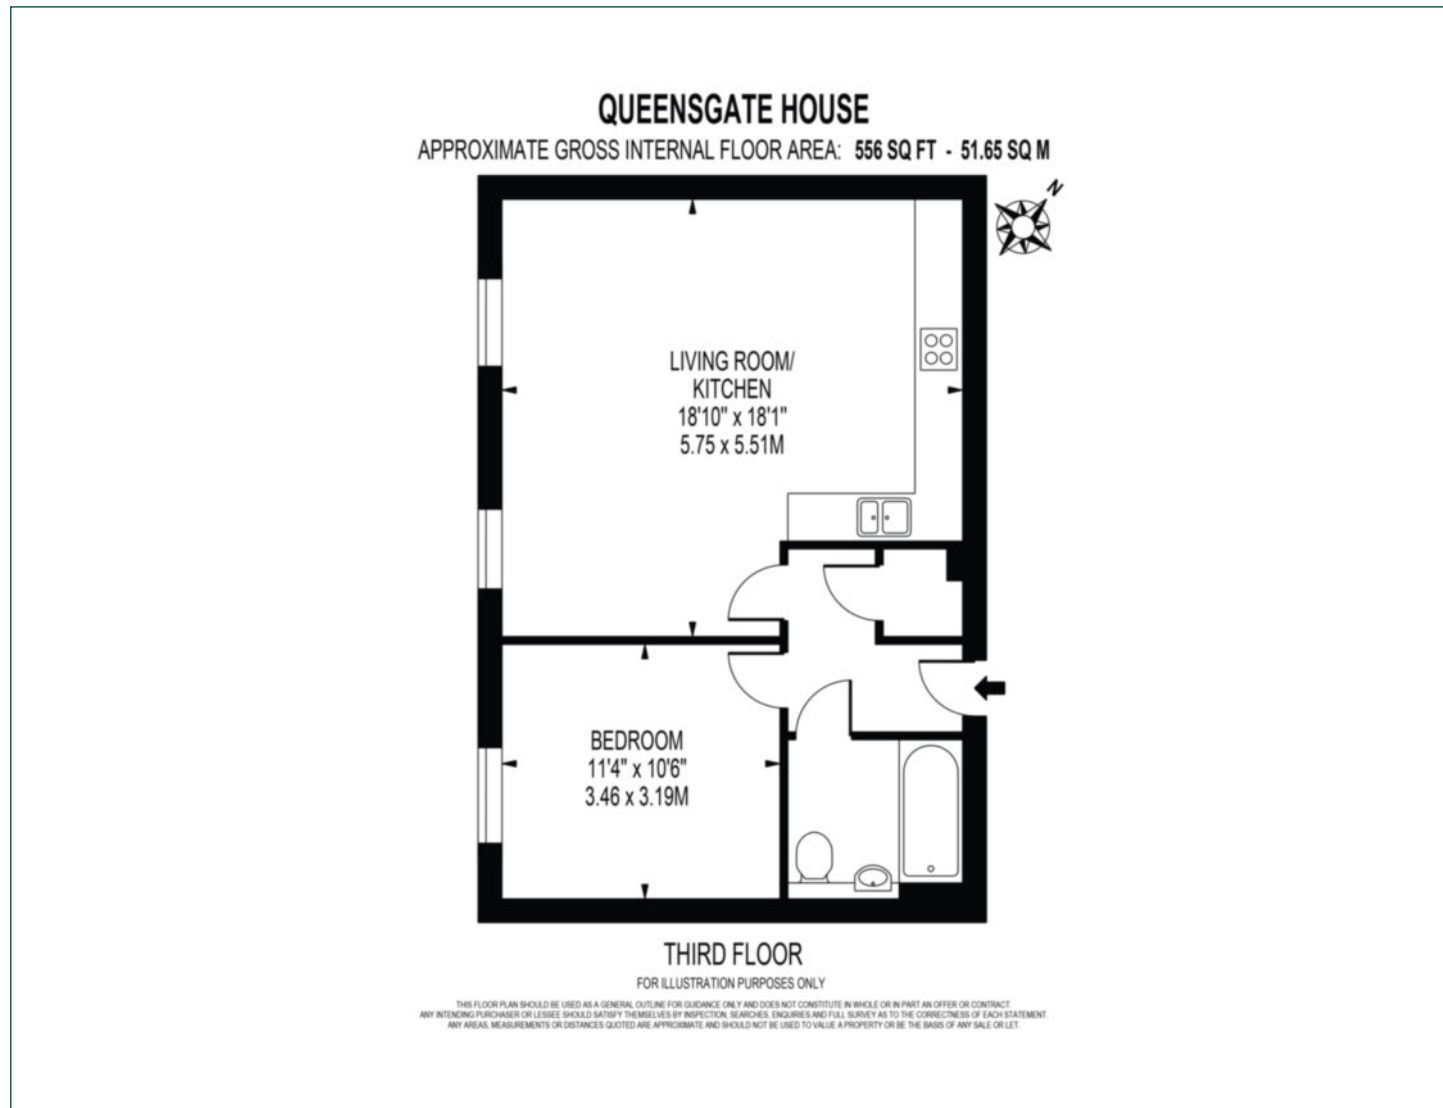 QUEENSGATE HOUSE
APPROXIMATE GROSS INTERNAL FLOOR AREA: 556 SQ FT - 51.65 SQ M
N
LIVING ROOM/
KITCHEN
18'10" x 18'1"
5.75 x 5.51M
BEDROOM
11'4" x 10'6"
3.46 x 3.19M
THIRD FLOOR
FOR ILLUSTRATION PURPOSES ONLY
THIS FLOOR PLAN SHOULD BE USED AS A GENERAL OUTLINE FOR GUIDANCE ONLY AND DOES NOT CONSTITUTE IN WHOLE OR IN PART AN OFFER OR CONTRACT.
ANY INTENDING PURCHASER OR LESSEE SHOULD SATISFY THEMSELVES BY INSPECTION, SEARCHES, ENQUIRIES AND FULL SURVEY AS TO THE CORRECTNESS OF EACH STATEMENT.
ANY AREAS, MEASUREMENTS OR DISTANCES QUOTED ARE APPROXIMATE AND SHOULD NOT BE USED TO VALUE A PROPERTY OR BE THE BASIS OF ANY SALE OR LET.